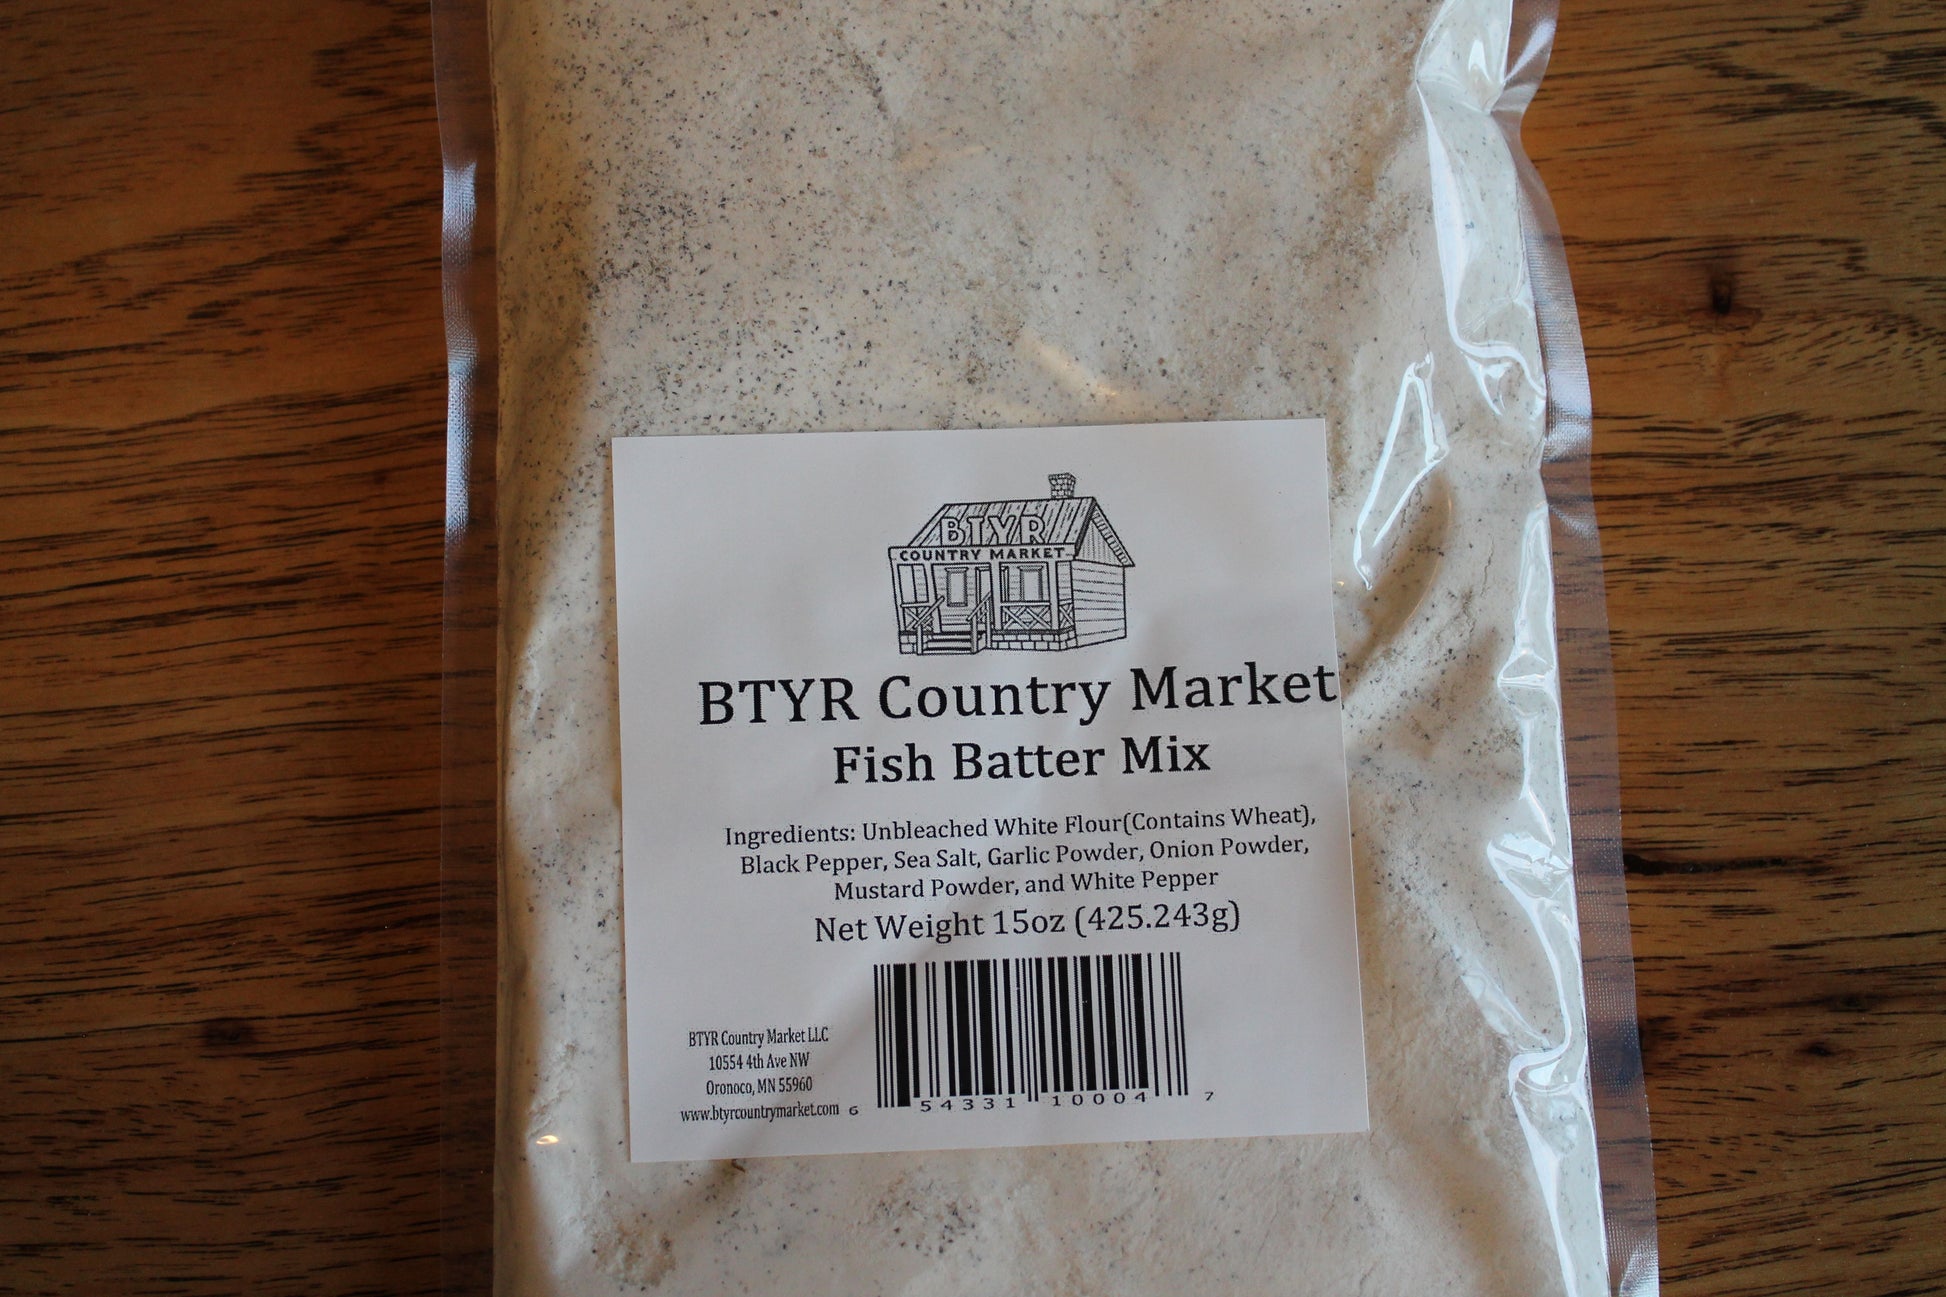 BTYR
COUNTRY MARKET
BTYR Country Market
Fish Batter Mix
Ingredients: Unbleached White Flour(Contains Wheat),
Black Pepper, Sea Salt, Garlic Powder, Onion Powder,
Mustard Powder, and White Pepper
Net Weight 15oz (425.243g)
BTYR Country Market LLC
10554 4th Ave NW
Oronoco, MN 55960
www.btyrcountrymarket.com
6 54331 10004 7